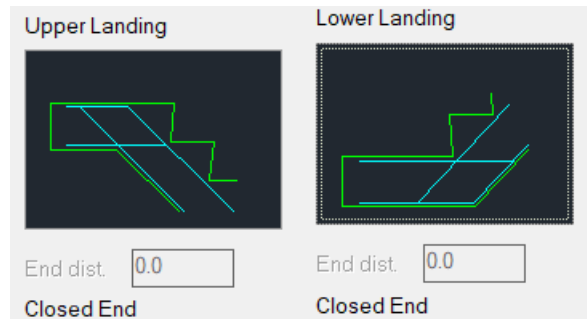 Upper Landing
Lower Landing
End dist. 0.0
End dist. 0.0
Closed End
Closed End